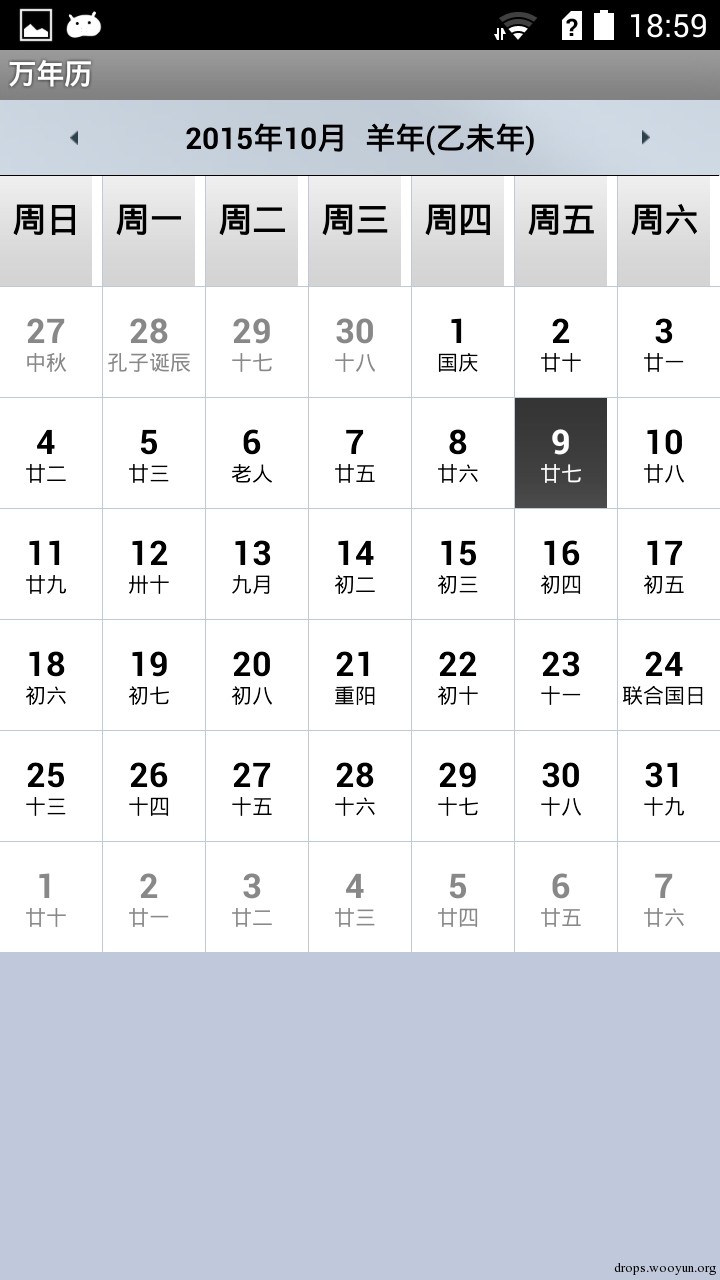 18:59
万年历
2015年10月 羊年(乙未年)
周日 周一 周二 周三 周四 周五 周六
27 28 29 30 1 2 3
中秋 孔子诞辰 十七 十八 国庆 廿十 廿一
4 5 6 7 8 9 10
廿二 廿三 老人 廿五 廿六 廿七 廿八
11 12 13 14 15 16 17
廿九 卅十 九月 初二 初三 初四 初五
18 19 20 21 22 23 24
初六 初七 初八 重阳 初十 十一 联合国日
25 26 27 28 29 30 31
十三 十四 十五 十六 十七 十八 十九
1 2 3 4 5 6 7
廿十 廿一 廿二 廿三 廿四 廿五 廿六
drops.wooyun.org